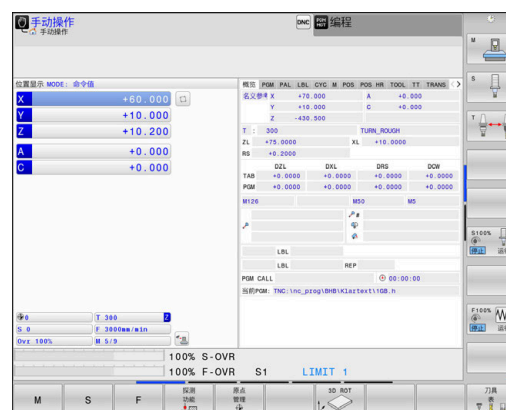 手动操作
手动操作
DNC
编程
位置显示 MODE: 命令值
X +60.000
Y +10.000
Z +10.200
A +0.000
C +0.000
概览 PGM PAL LBL CYC M POS POS HR TOOL TT TRANS
X +70.000 A +0.000
Y +10.000 C +0.000
Z -430.500
T : 300 TURN_ROUGH
ZL +75.0000 XL +10.0000
RS +0.2000
DZL DXL DRS DCW
TAB +0.0000 +0.0000 +0.0000 +0.0000
PGM +0.0000 +0.0000 +0.0000 +0.0000
M126 M50 M5
LBL
LBL REP
PGM CALL 00:00:00
当前PGM: TNC:\nc_prog\BHB\Klartext\1GB.h
0 T 300 Z
S 0 F 3000mm/min
Ovr 100% M 5/9
100% S-OVR
100% F-OVR S1 LIMIT 1
M
S
T
S100%
停止
F100%
停止
M S F 探测 功能 原点 管理 3D ROT 刀具 表